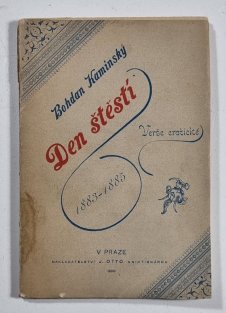 Bohdan Kaminský
Den štěstí
Verše erotické
1883–1885
V PRAZE
NAKLADATELSTVÍ J. OTTO KNIHTISKÁRNA